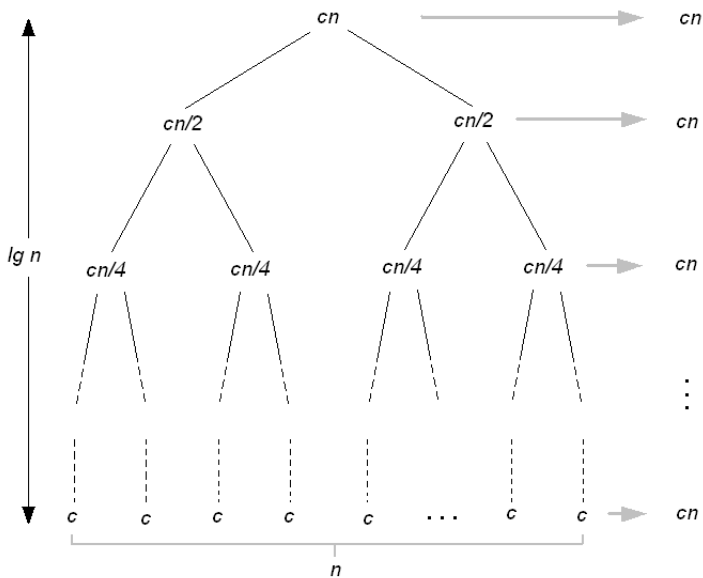 cn cn
cn/2 cn/2 cn
lg n
cn/4 cn/4 cn/4 cn/4 cn
⋮
c c c c c ... c c cn
n